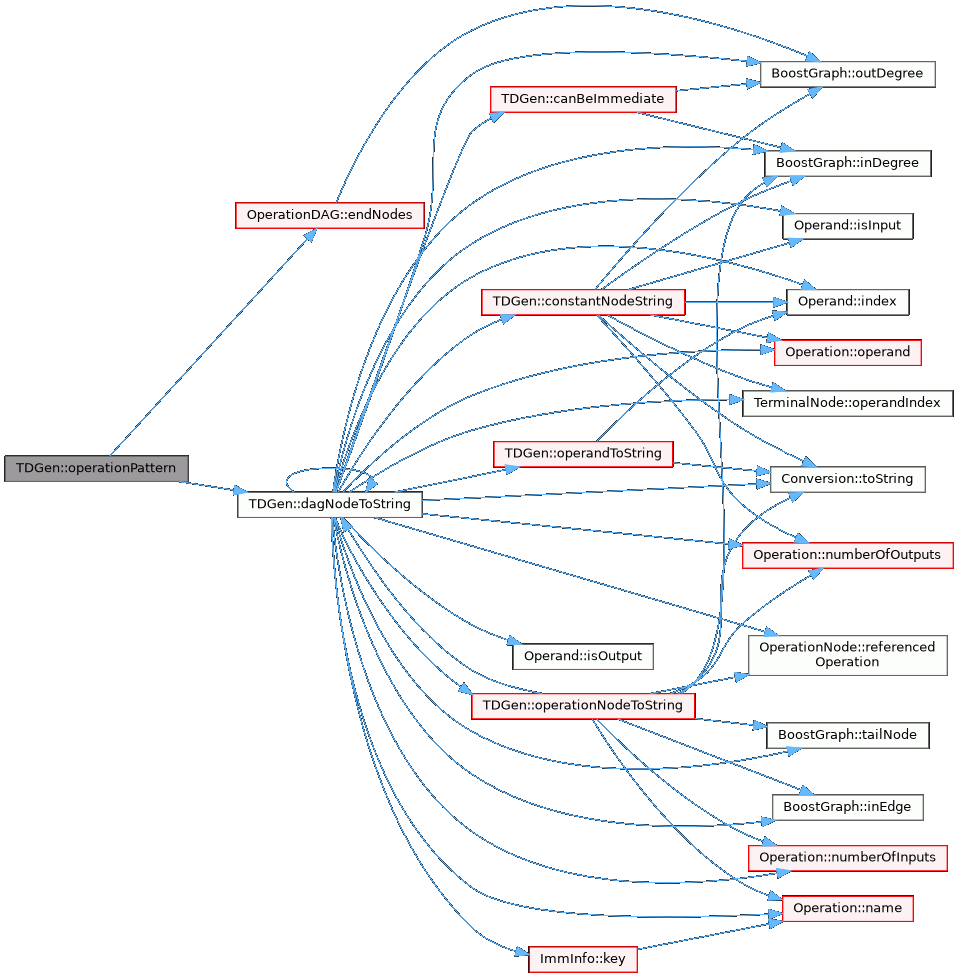 BoostGraph::outDegree
TDGen::canBeImmediate
BoostGraph::inDegree
OperationDAG::endNodes
Operand::isInput
TDGen::constantNodeString
Operand::index
Operation::operand
TerminalNode::operandIndex
TDGen::operandToString
TDGen::operationPattern
Conversion::toString
TDGen::dagNodeToString
Operation::numberOfOutputs
Operand::isOutput
OperationNode::referenced
Operation
TDGen::operationNodeToString
BoostGraph::tailNode
BoostGraph::inEdge
Operation::numberOfInputs
Operation::name
ImmInfo::key